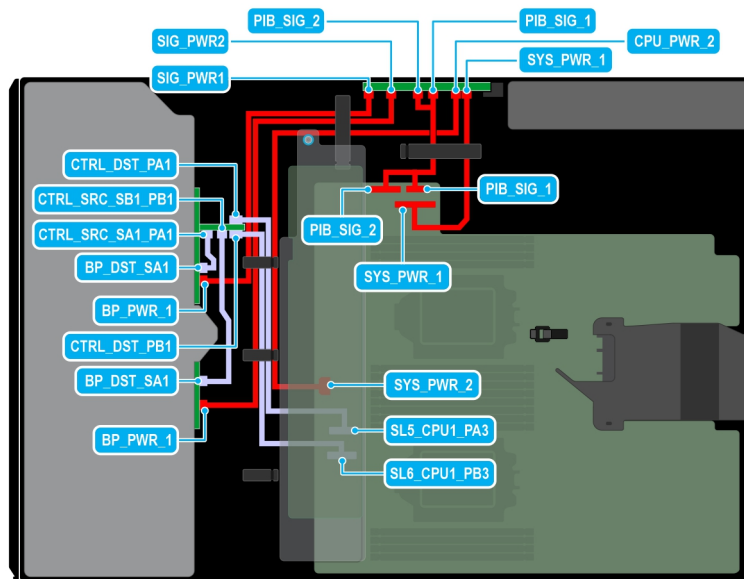 PIB_SIG_2
PIB_SIG_1
SIG_PWR2
CPU_PWR_2
SYS_PWR_1
SIG_PWR1
CTRL_DST_PA1
CTRL_SRC_SB1_PB1
PIB_SIG_1
CTRL_SRC_SA1_PA1
PIB_SIG_2
BP_DST_SA1
SYS_PWR_1
BP_PWR_1
CTRL_DST_PB1
BP_DST_SA1
SYS_PWR_2
SL5_CPU1_PA3
BP_PWR_1
SL6_CPU1_PB3